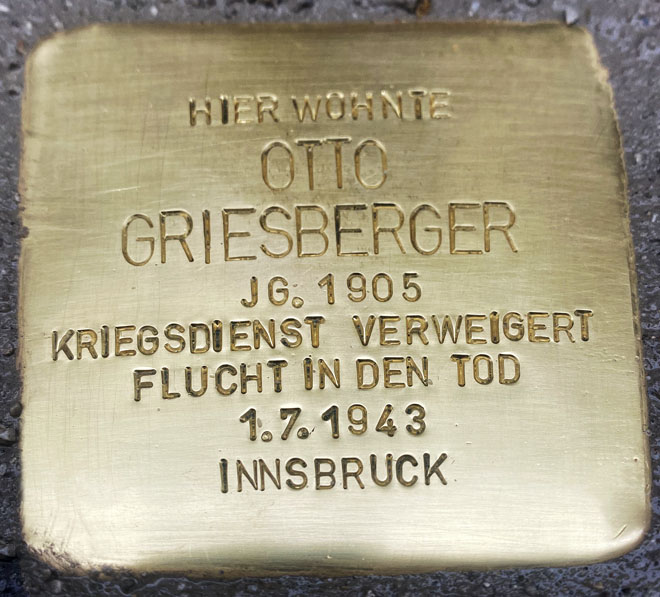 HIER WOHNTE
OTTO
GRIESBERGER
JG. 1905
KRIEGSDIENST VERWEIGERT
FLUCHT IN DEN TOD
1.7.1943
INNSBRUCK